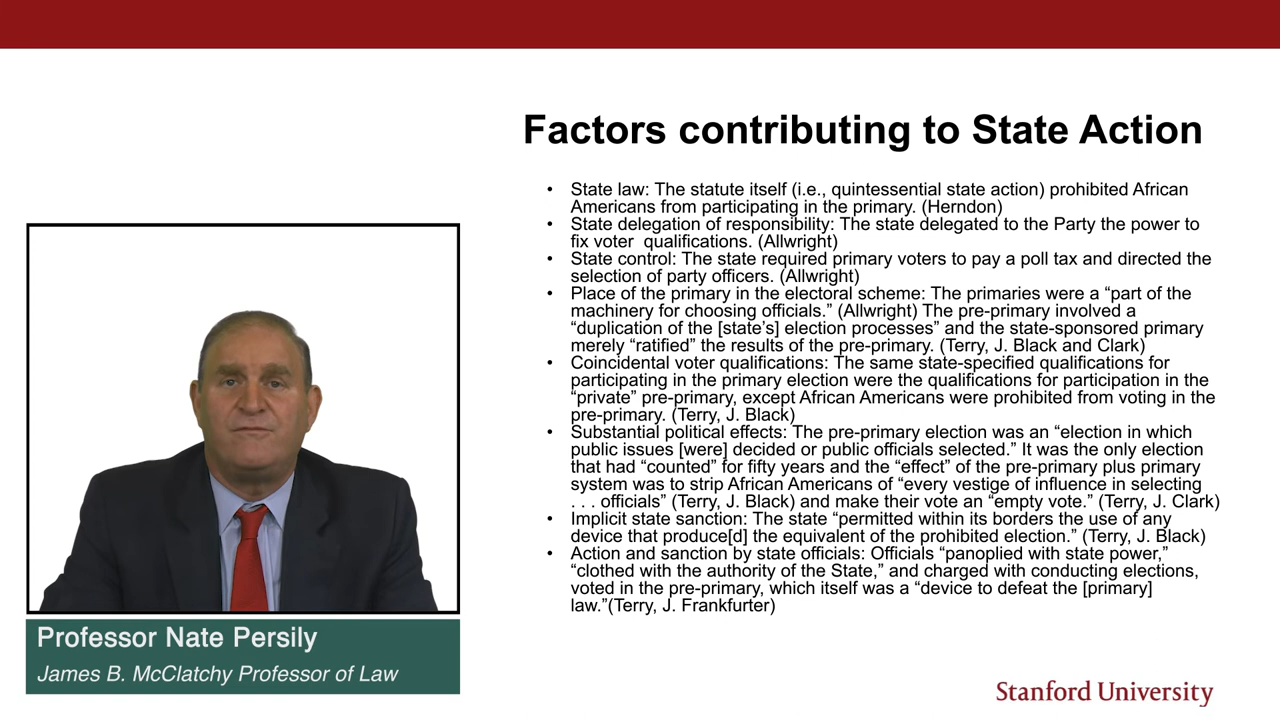 Factors contributing to State Action
• State law: The statute itself (i.e., quintessential state action) prohibited African
Americans from participating in the primary. (Herndon)
• State delegation of responsibility: The state delegated to the Party the power to
fix voter  qualifications. (Allwright)
• State control: The state required primary voters to pay a poll tax and directed the
selection of party officers. (Allwright)
• Place of the primary in the electoral scheme: The primaries were a “part of the
machinery for choosing officials.” (Allwright) The pre-primary involved a
“duplication of the [state’s] election processes” and the state-sponsored primary
merely “ratified” the results of the pre-primary. (Terry, J. Black and Clark)
• Coincidental voter qualifications: The same state-specified qualifications for
participating in the primary election were the qualifications for participation in the
“private” pre-primary, except African Americans were prohibited from voting in the
pre-primary. (Terry, J. Black)
• Substantial political effects: The pre-primary election was an “election in which
public issues [were] decided or public officials selected.” It was the only election
that had “counted” for fifty years and the “effect” of the pre-primary plus primary
system was to strip African Americans of “every vestige of influence in selecting
. . . officials” (Terry, J. Black) and make their vote an “empty vote.” (Terry, J. Clark)
• Implicit state sanction: The state “permitted within its borders the use of any
device that produce[d] the equivalent of the prohibited election.” (Terry, J. Black)
• Action and sanction by state officials: Officials “panoplied with state power,”
“clothed with the authority of the State,” and charged with conducting elections,
voted in the pre-primary, which itself was a “device to defeat the [primary]
law.”(Terry, J. Frankfurter)
Professor Nate Persily
James B. McClatchy Professor of Law
Stanford University